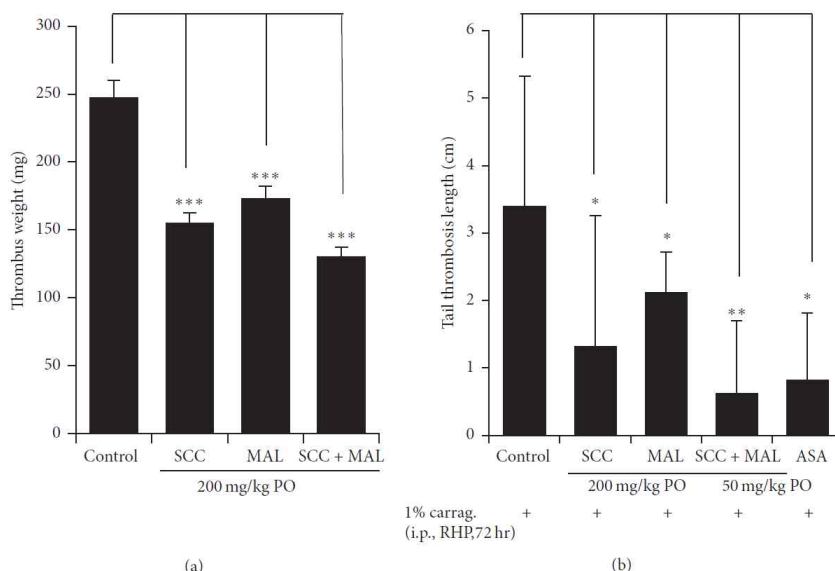 300
250
200
150
100
50
0
Thrombus weight (mg)
***
***
***
Control SCC MAL SCC + MAL
200 mg/kg PO
(a)
6
5
4
3
2
1
0
Tail thrombosis length (cm)
*
*
**
*
Control SCC MAL SCC + MAL ASA
200 mg/kg PO 50 mg/kg PO
1% carrag. + + + + +
(i.p., RHP,72 hr)
(b)